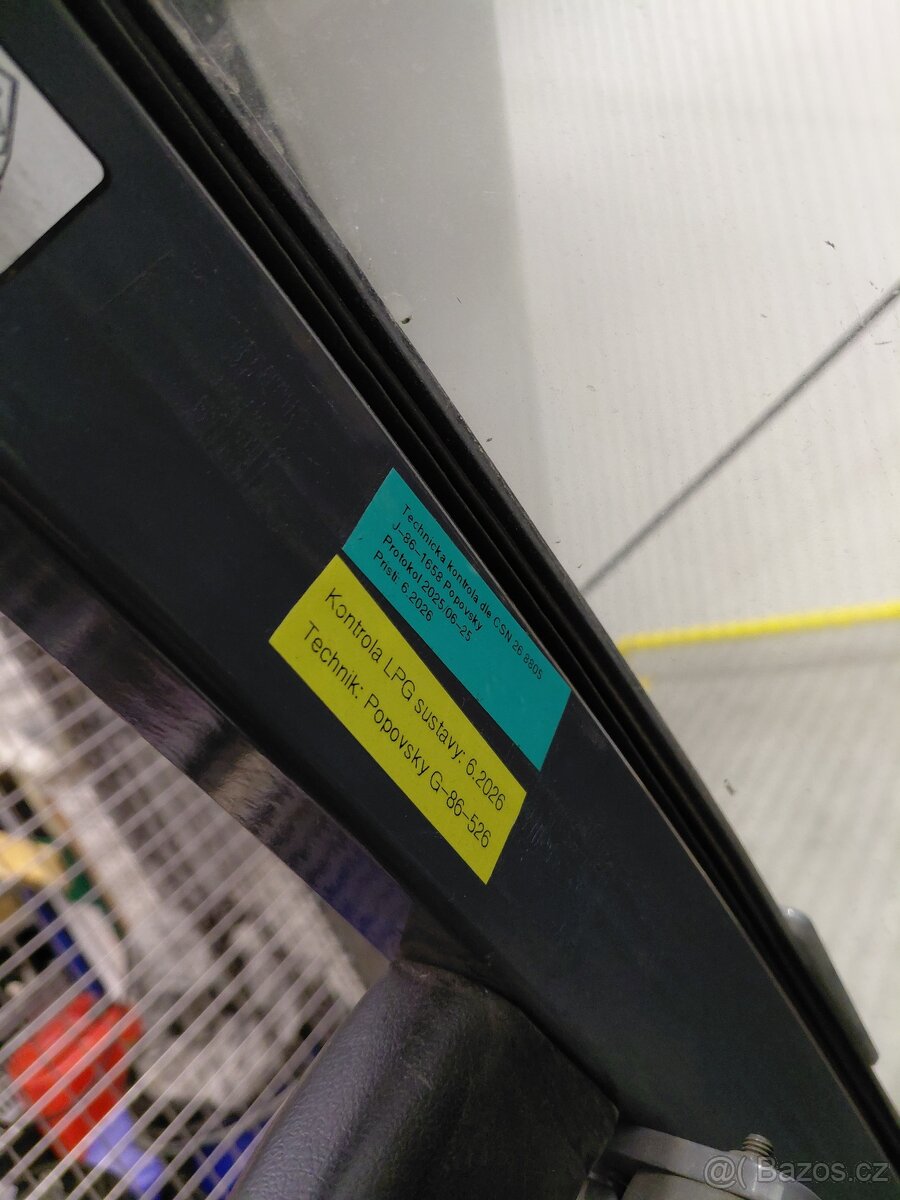 Technicka kontrola dle CSN 26 8805
J-86-1658 Popovsky
Protokol 2025/06-25
Pristi: 6.2026
Kontrola LPG sustavy: 6.2026
Technik: Popovsky G-86-526
@( Bazos.cz